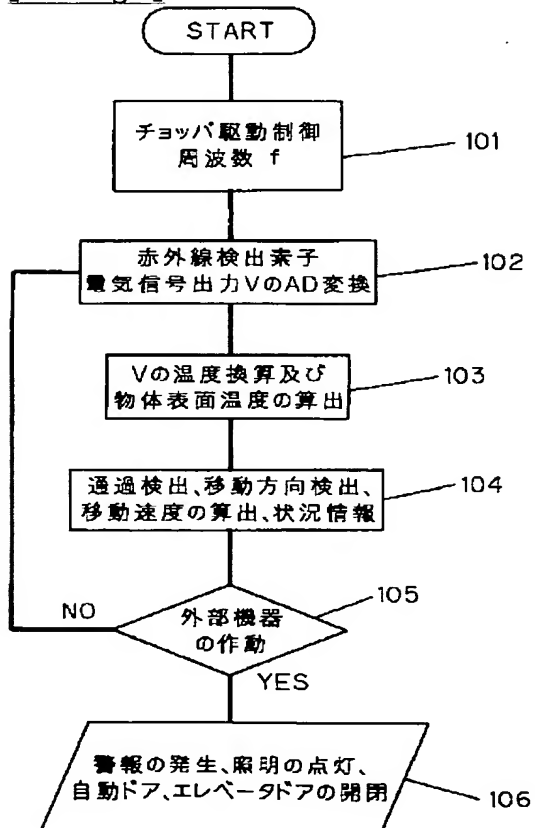 START
チョッパ駆動制御
周波数 f
101
赤外線検出素子
電気信号出力VのAD変換
102
Vの温度換算及び
物体表面温度の算出
103
通過検出、移動方向検出、
移動速度の算出、状況情報
104
外部機器
の作動
105
NO
YES
警報の発生、照明の点灯、
自動ドア、エレベータドアの開閉
106